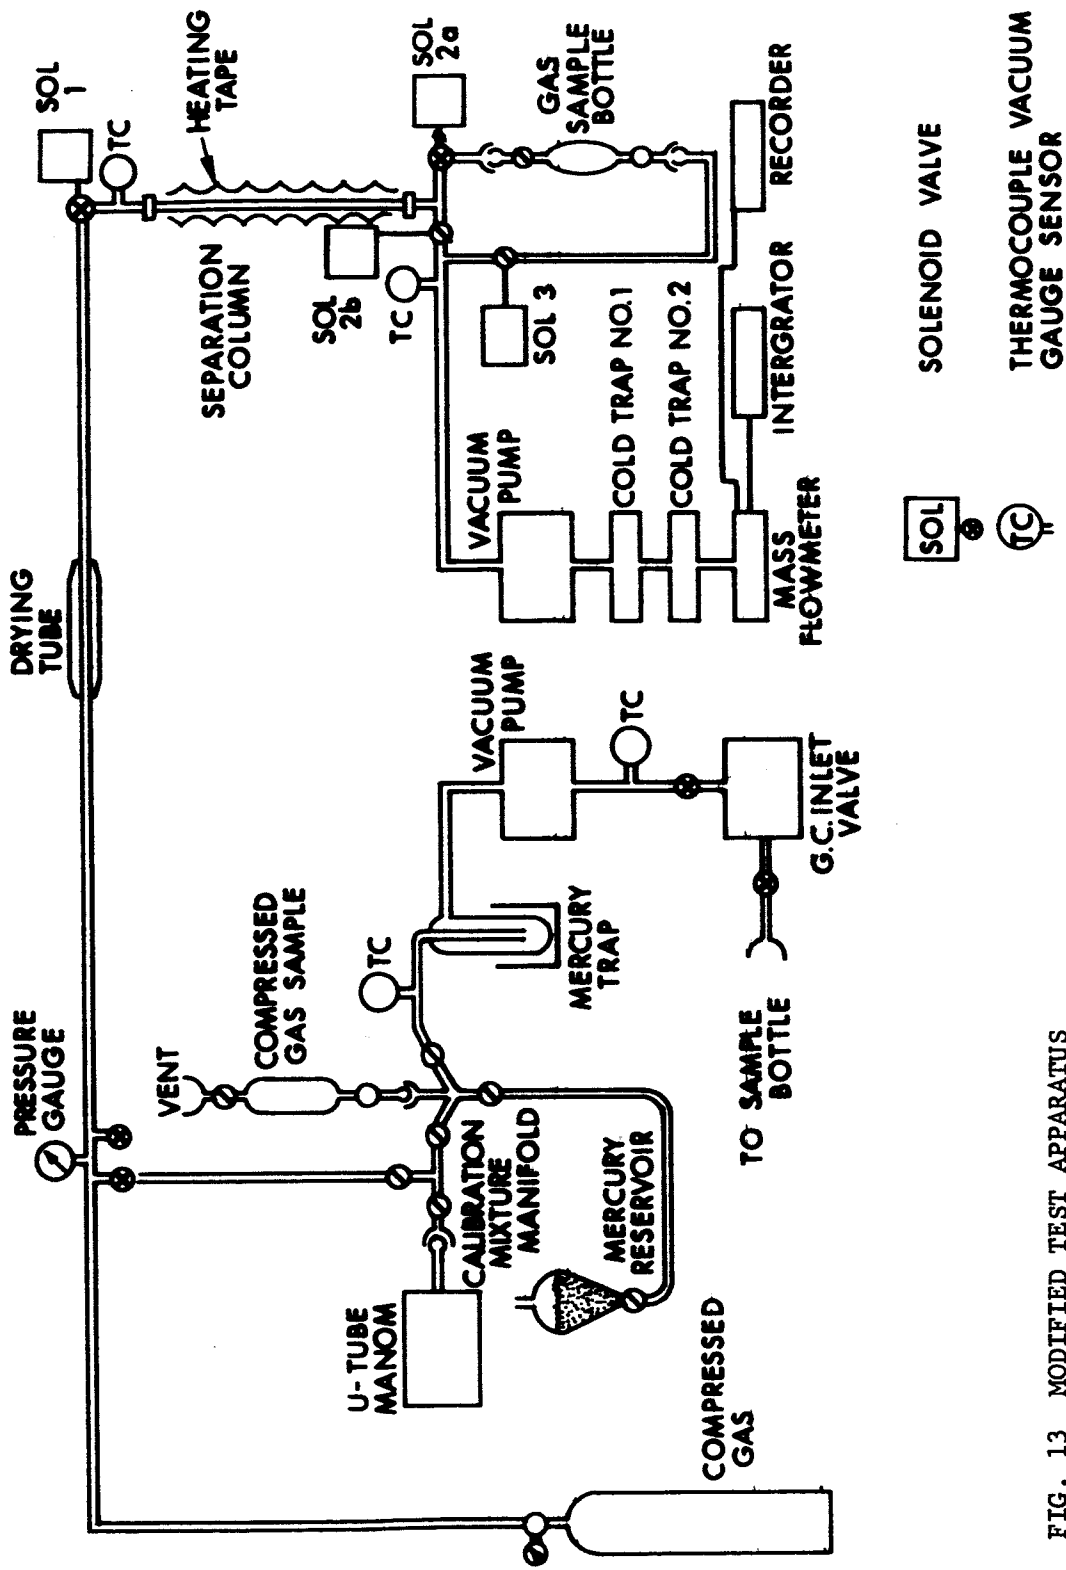 SOL
1
TC
HEATING
TAPE
SEPARATION
COLUMN
SOL
2a
SOL
2b
TC
GAS
SAMPLE
BOTTLE
SOL 3
RECORDER
INTERGRATOR
COLD TRAP NO.1
COLD TRAP NO.2
VACUUM
PUMP
MASS
FLOWMETER
DRYING
TUBE
PRESSURE
GAUGE
VENT
COMPRESSED
GAS SAMPLE
TC
MERCURY
TRAP
VACUUM
PUMP
TC
G.C. INLET
VALVE
TO SAMPLE
BOTTLE
CALIBRATION
MIXTURE
MANIFOLD
U-TUBE
MANOM
MERCURY
RESERVOIR
COMPRESSED
GAS
SOL
SOLENOID VALVE
TC
THERMOCOUPLE VACUUM
GAUGE SENSOR
FIG. 13 MODIFIED TEST APPARATUS